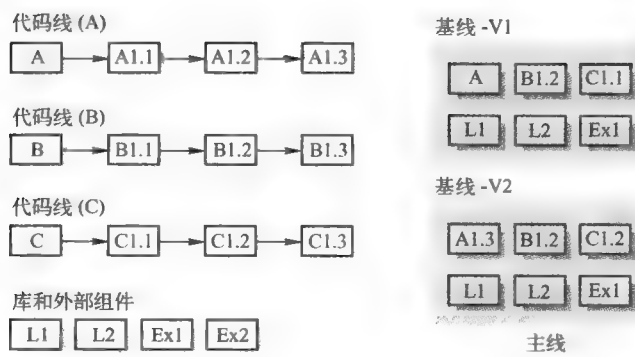 代码线 (A)
A A1.1 A1.2 A1.3
代码线 (B)
B B1.1 B1.2 B1.3
代码线 (C)
C C1.1 C1.2 C1.3
库和外部组件
L1 L2 Ex1 Ex2
基线 -V1
A B1.2 C1.1
L1 L2 Ex1
基线 -V2
A1.3 B1.2 C1.2
L1 L2 Ex1
主线